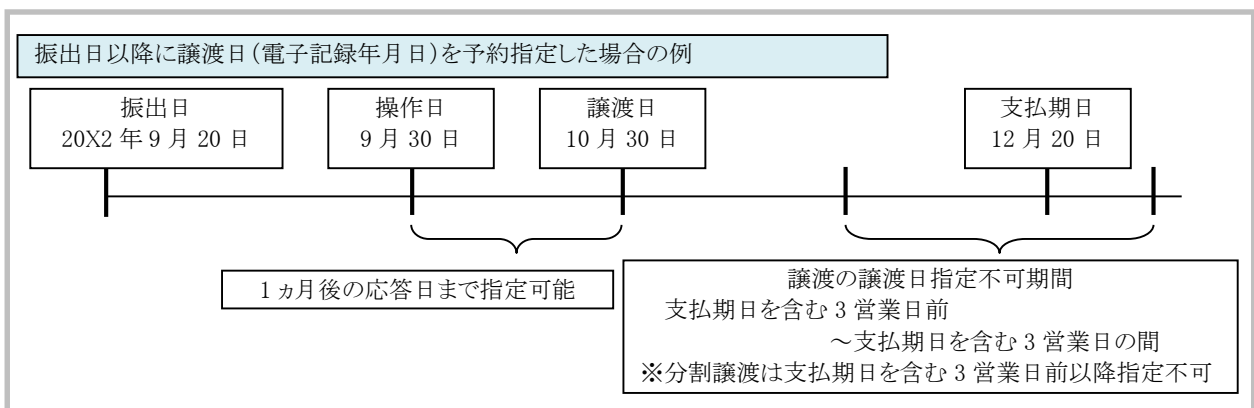 振出日以降に譲渡日(電子記録年月日)を予約指定した場合の例
振出日
20X2 年 9 月 20 日
操作日
9 月 30 日
譲渡日
10 月 30 日
支払期日
12 月 20 日
1ヵ月後の応答日まで指定可能
譲渡の譲渡日指定不可期間
支払期日を含む 3 営業日前
～支払期日を含む 3 営業日の間
※分割譲渡は支払期日を含む 3 営業日前以降指定不可